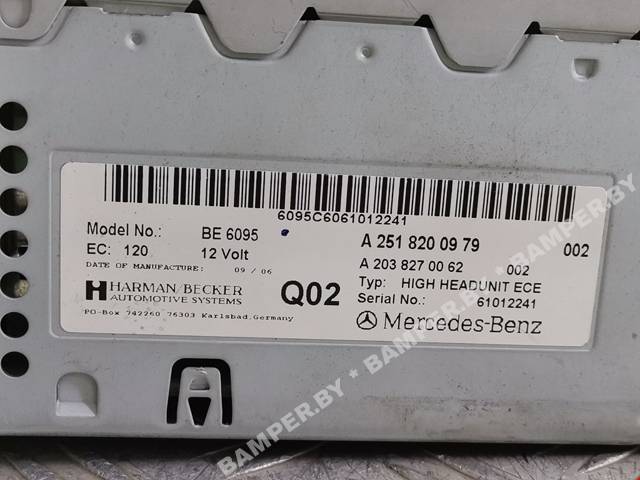 6095C6061012241
Model No.: BE 6095 A 251 820 09 79 002
EC: 120 12 Volt A 203 827 00 62 002
DATE OF MANUFACTURE: 09 / 06 Typ: HIGH HEADUNIT ECE
HARMAN/BECKER Q02 Serial No.: 61012241
AUTOMOTIVE SYSTEMS Mercedes-Benz
PO-Box 742260 76303 Karlsbad,Germany
BAMPER.BY * BAMPER.BY * BAMPER.BY